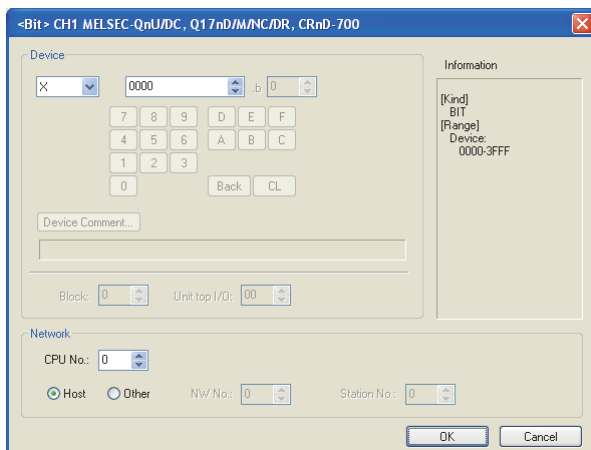 <Bit> CH1 MELSEC-QnU/DC, Q17nD/M/NC/DR, CRnD-700
Device
X 0000 .b 0
7 8 9 D E F
4 5 6 A B C
1 2 3
0 Back CL
Device Comment...
Block: 0 Unit top I/O: 00
Information
[Kind]
BIT
[Range]
Device:
0000-3FFF
Network
CPU No.: 0
Host Other NW No.: 0 Station No.: 0
OK Cancel